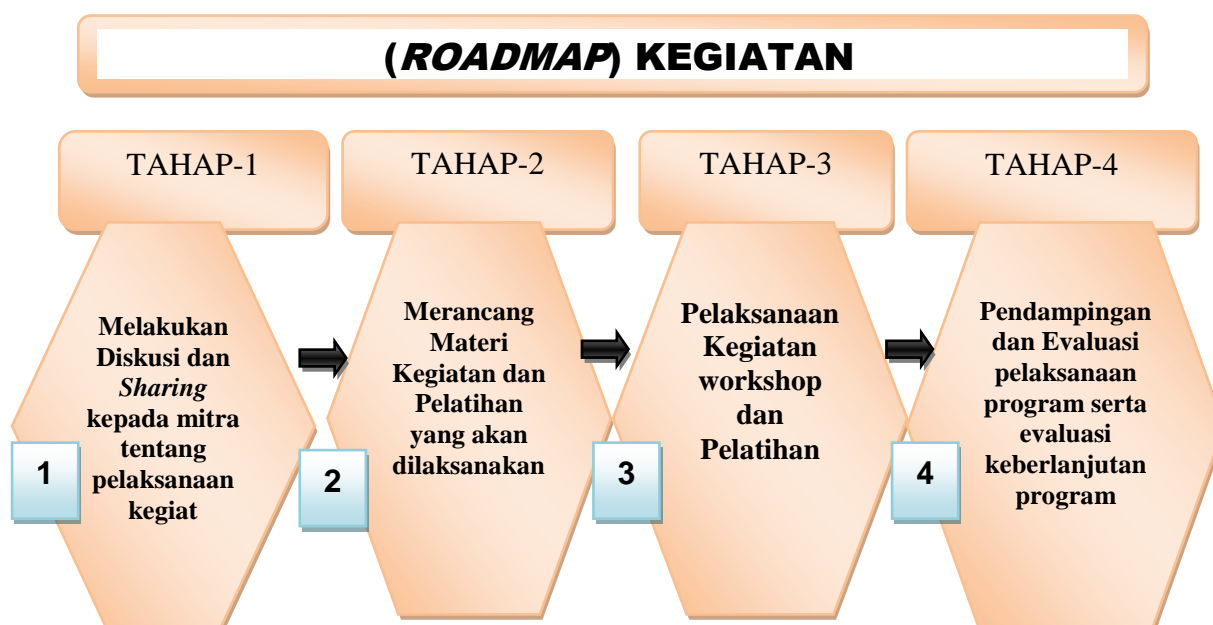 (ROADMAP) KEGIATAN
TAHAP-1
Melakukan
Diskusi dan
Sharing
kepada mitra
tentang
pelaksanaan
kegiat
1
TAHAP-2
Merancang
Materi
Kegiatan dan
Pelatihan
yang akan
dilaksanakan
2
TAHAP-3
Pelaksanaan
Kegiatan
workshop
dan
Pelatihan
3
TAHAP-4
Pendampingan
dan Evaluasi
pelaksanaan
program serta
evaluasi
keberlanjutan
program
4